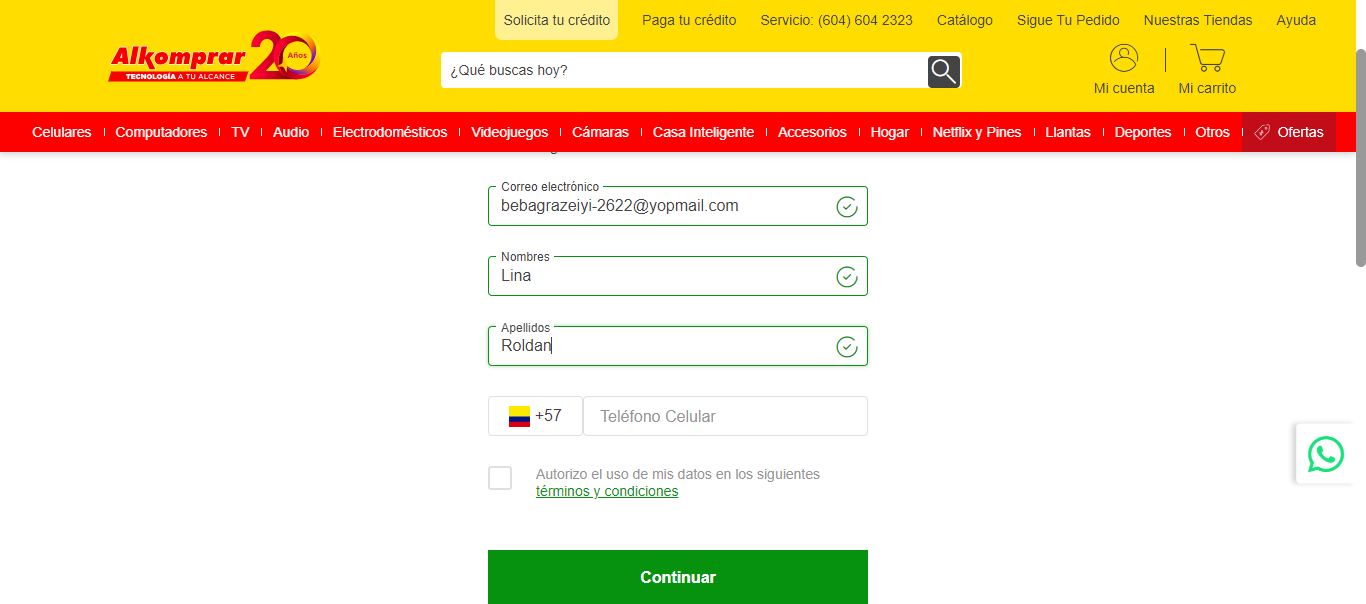 Solicita tu crédito Paga tu crédito Servicio: (604) 604 2323 Catálogo Sigue Tu Pedido Nuestras Tiendas Ayuda
Alkomprar 20 Años
TECNOLOGÍA A TU ALCANCE
¿Qué buscas hoy?
Mi cuenta Mi carrito
Celulares Computadores TV Audio Electrodomésticos Videojuegos Cámaras Casa Inteligente Accesorios Hogar Netflix y Pines Llantas Deportes Otros Ofertas
Correo electrónico
bebagrazeiyi-2622@yopmail.com
Nombres
Lina
Apellidos
Roldan
+57 Teléfono Celular
Autorizo el uso de mis datos en los siguientes
términos y condiciones
Continuar